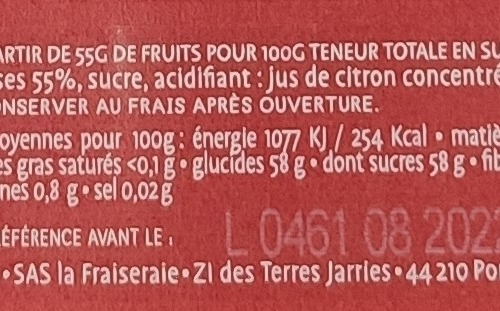 ARTIR DE 55G DE FRUITS POUR 100G TENEUR TOTALE EN SU
ses 55%, sucre, acidifiant : jus de citron concentré
ONSERVER AU FRAIS APRÈS OUVERTURE.
oyennes pour 100g : énergie 1077 KJ / 254 Kcal • matiè
es gras saturés <0,1 g • glucides 58 g • dont sucres 58 g • fib
nes 0,8 g • sel 0,02 g
ÉFÉRENCE AVANT LE : L 0461 08 202
• SAS la Fraiseraie • ZI des Terres Jarries • 44 210 Po